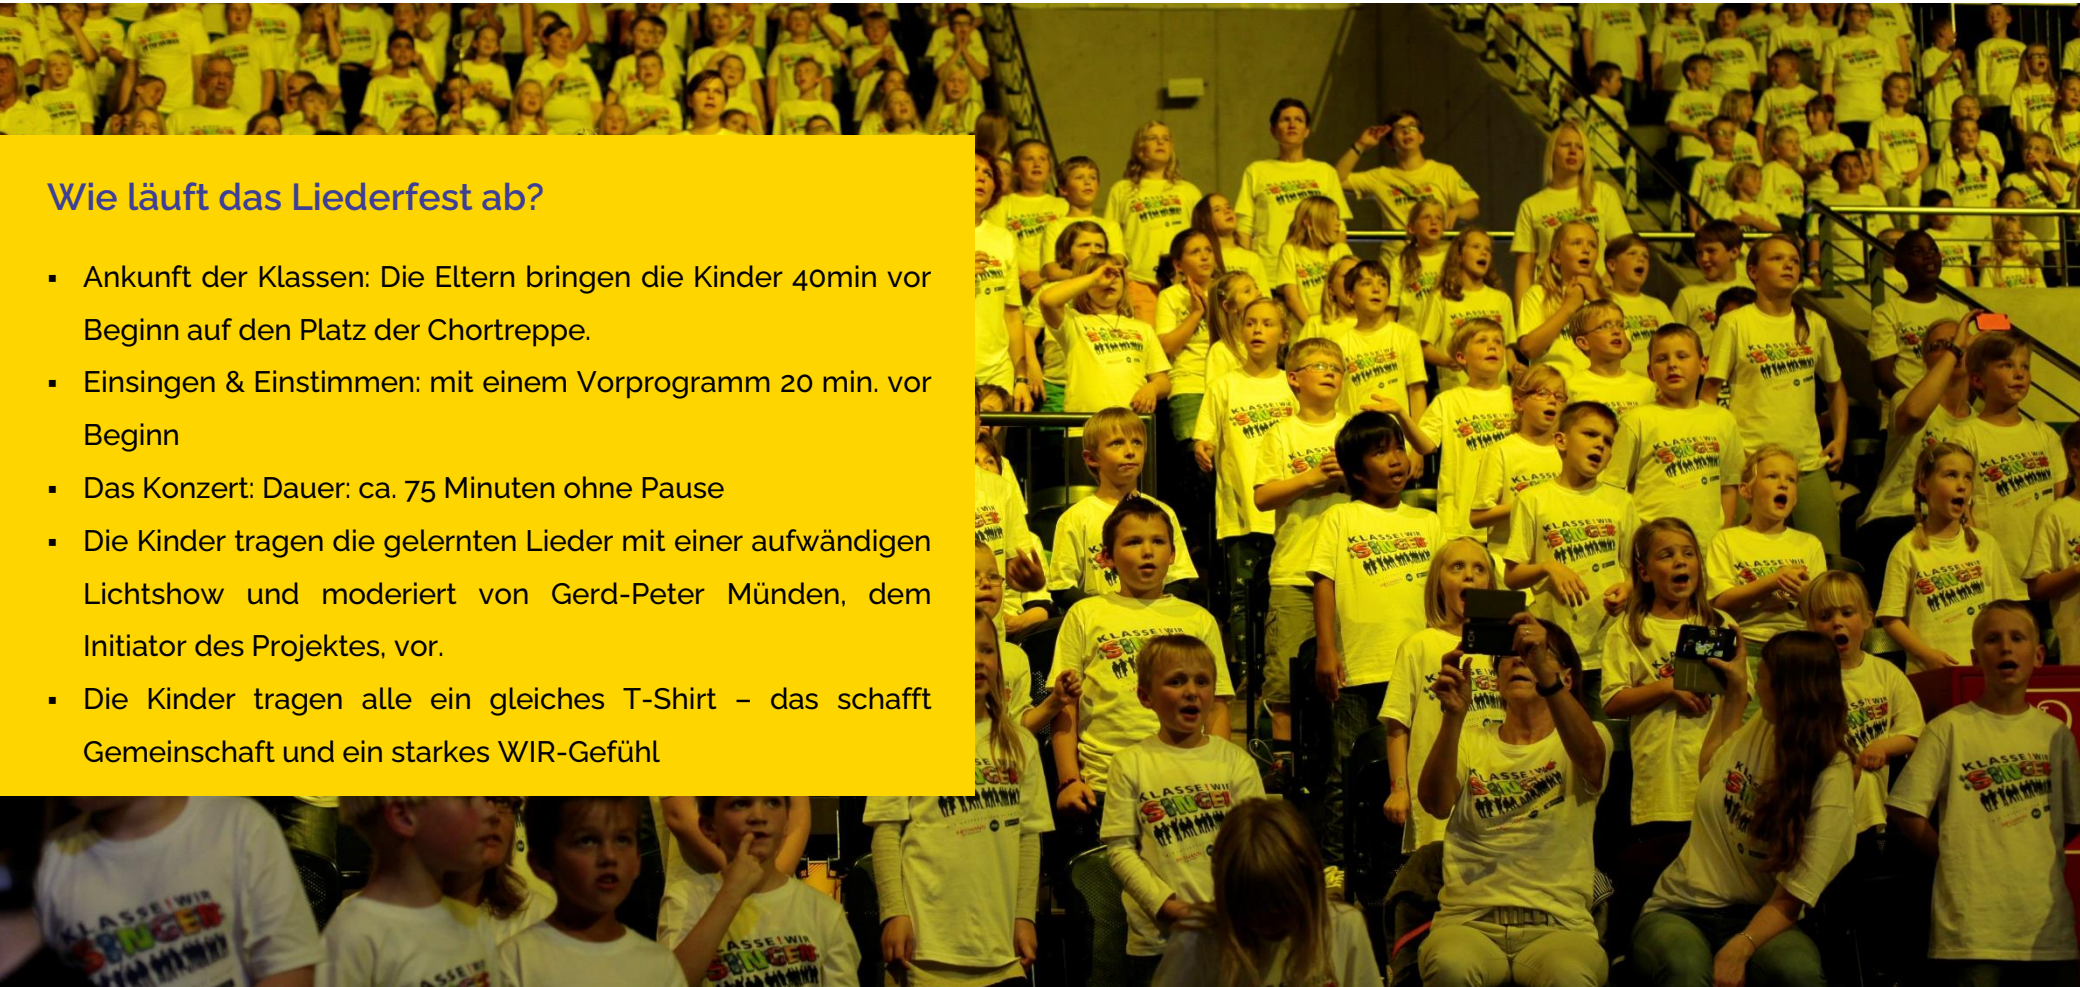 Wie läuft das Liederfest ab?
▪ Ankunft der Klassen: Die Eltern bringen die Kinder 40min vor
Beginn auf den Platz der Chortreppe.
▪ Einsingen & Einstimmen: mit einem Vorprogramm 20 min. vor
Beginn
▪ Das Konzert: Dauer: ca. 75 Minuten ohne Pause
▪ Die Kinder tragen die gelernten Lieder mit einer aufwändigen
Lichtshow und moderiert von Gerd-Peter Münden, dem
Initiator des Projektes, vor.
▪ Die Kinder tragen alle ein gleiches T-Shirt – das schafft
Gemeinschaft und ein starkes WIR-Gefühl
KLASSE! WIR
SINGEN